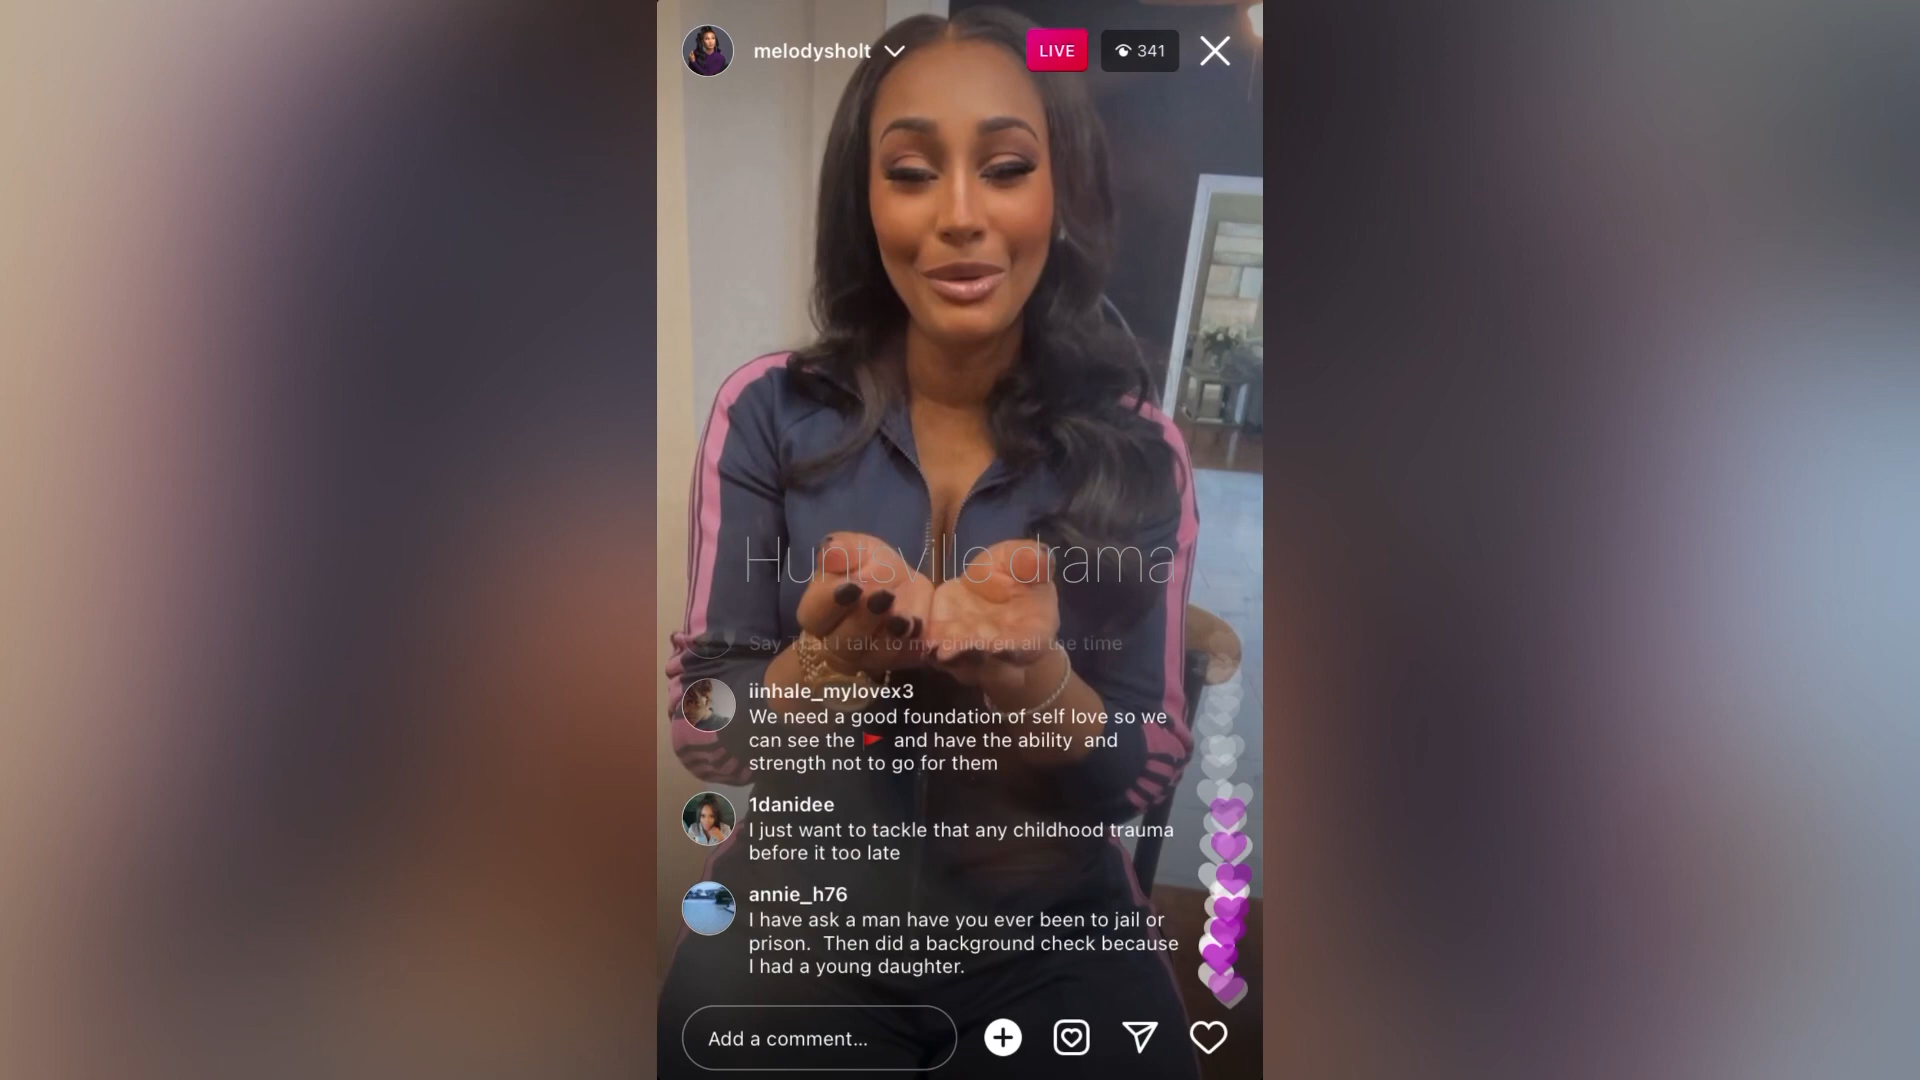 melodysholt
LIVE
341
Huntsville drama
Say That I talk to my children all the time
iinhale_mylovex3
We need a good foundation of self love so we
can see the 🚩 and have the ability  and
strength not to go for them
1danidee
I just want to tackle that any childhood trauma
before it too late
annie_h76
I have ask a man have you ever been to jail or
prison.  Then did a background check because
I had a young daughter.
Add a comment...